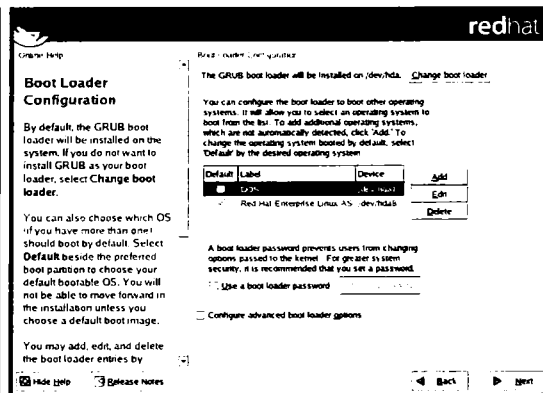 redhat
Online Help
Boot Loader Configuration
Boot Loader
Configuration
By default, the GRUB boot
loader will be installed on the
system. If you do not want to
install GRUB as your boot
loader, select Change boot
loader.
You can also choose which OS
(if you have more than one)
should boot by default. Select
Default beside the preferred
boot partition to choose your
default bootable OS. You will
not be able to move forward in
the installation unless you
choose a default boot image.
You may add, edit, and delete
the boot loader entries by
The GRUB boot loader will be installed on /dev/hda. Change boot loader
You can configure the boot loader to boot other operating
systems. It will allow you to select an operating system to
boot from the list. To add additional operating systems,
which are not automatically detected, click 'Add.' To
change the operating system booted by default, select
'Default' by the desired operating system
Default Label Device
DOS /dev/hda1
Red Hat Enterprise Linux AS /dev/hda8
Add
Edit
Delete
A boot loader password prevents users from changing
options passed to the kernel. For greater system
security, it is recommended that you set a password.
Use a boot loader password
Configure advanced boot loader options
Hide Help Release Notes Back Next